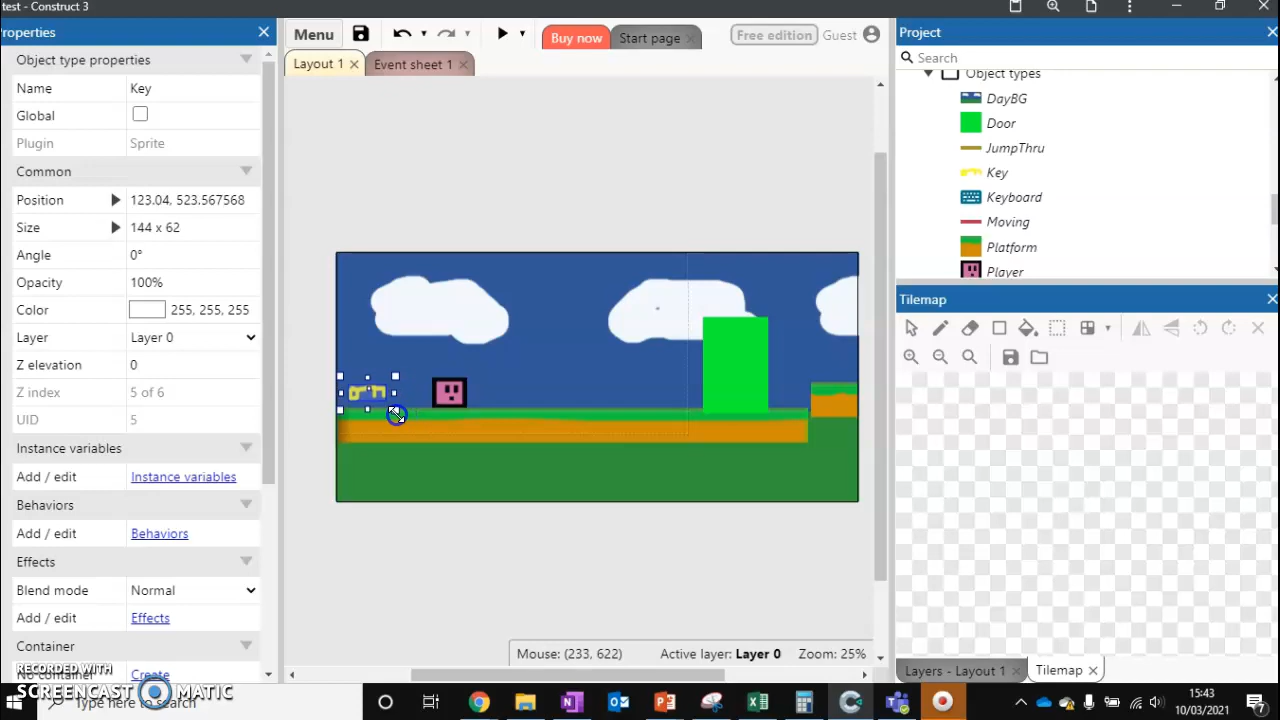 test - Construct 3
Properties
Object type properties
Name Key
Global
Plugin Sprite
Common
Position 123.04, 523.567568
Size 144 x 62
Angle 0°
Opacity 100%
Color 255, 255, 255
Layer Layer 0
Z elevation 0
Z index 5 of 6
UID 5
Instance variables
Add / edit Instance variables
Behaviors
Add / edit Behaviors
Effects
Blend mode Normal
Add / edit Effects
Container
No container Create
RECORDED WITH
SCREENCAST MATIC
Type here to search
Menu
Buy now
Start page
Free edition
Guest
Layout 1
Event sheet 1
Mouse: (233, 622)
Active layer: Layer 0
Zoom: 25%
Project
Search
Object types
DayBG
Door
JumpThru
Key
Keyboard
Moving
Platform
Player
Tilemap
Layers - Layout 1
Tilemap
15:43
10/03/2021
7